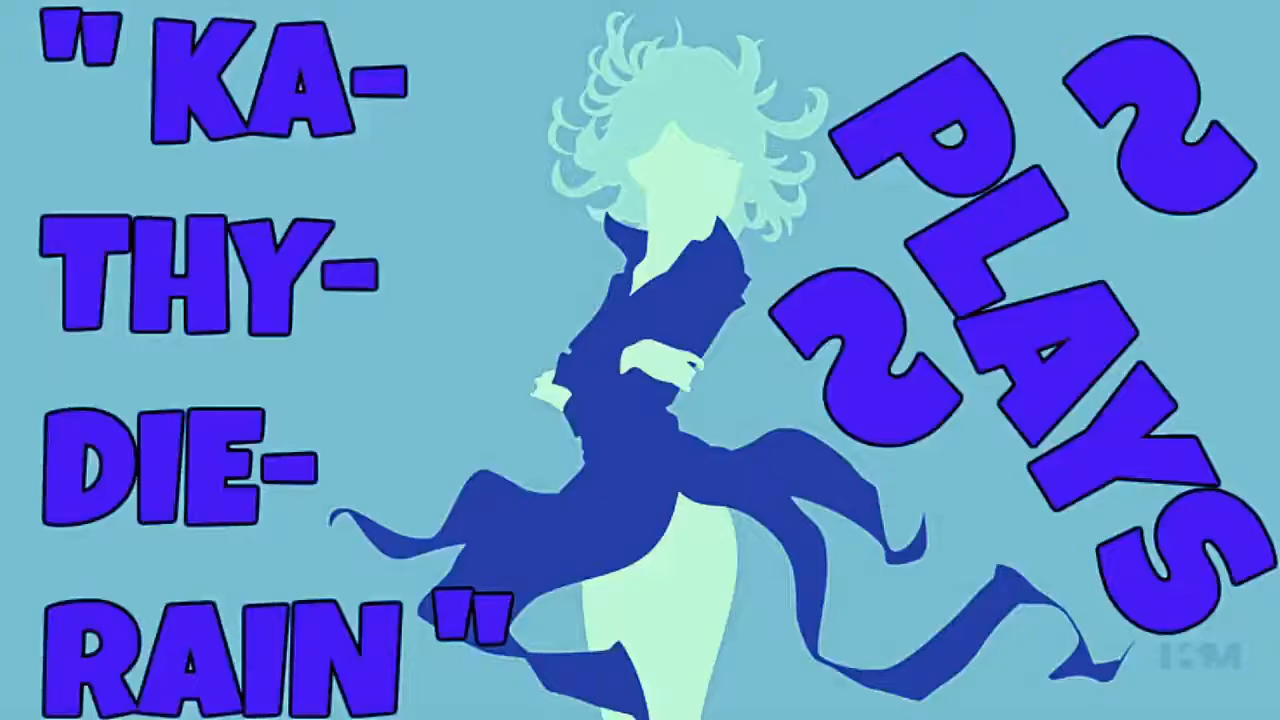 "KA-
THY-
DIE-
RAIN"
~ PLAYS ~